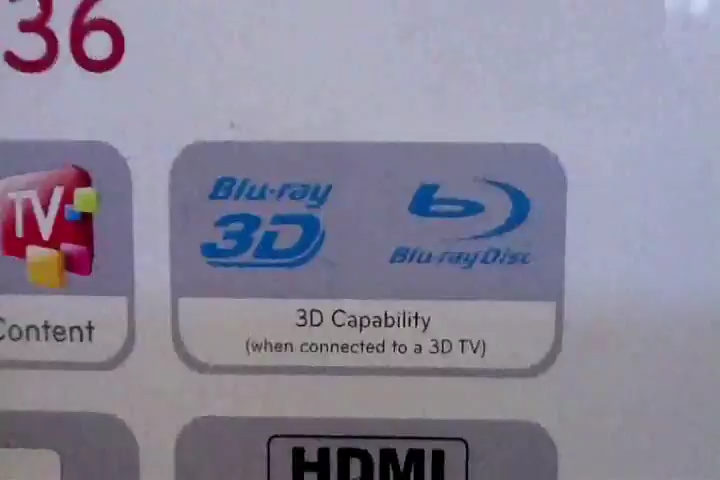 36
TV
Content
Blu-ray
3D
Blu-ray Disc
3D Capability
(when connected to a 3D TV)
HDMI